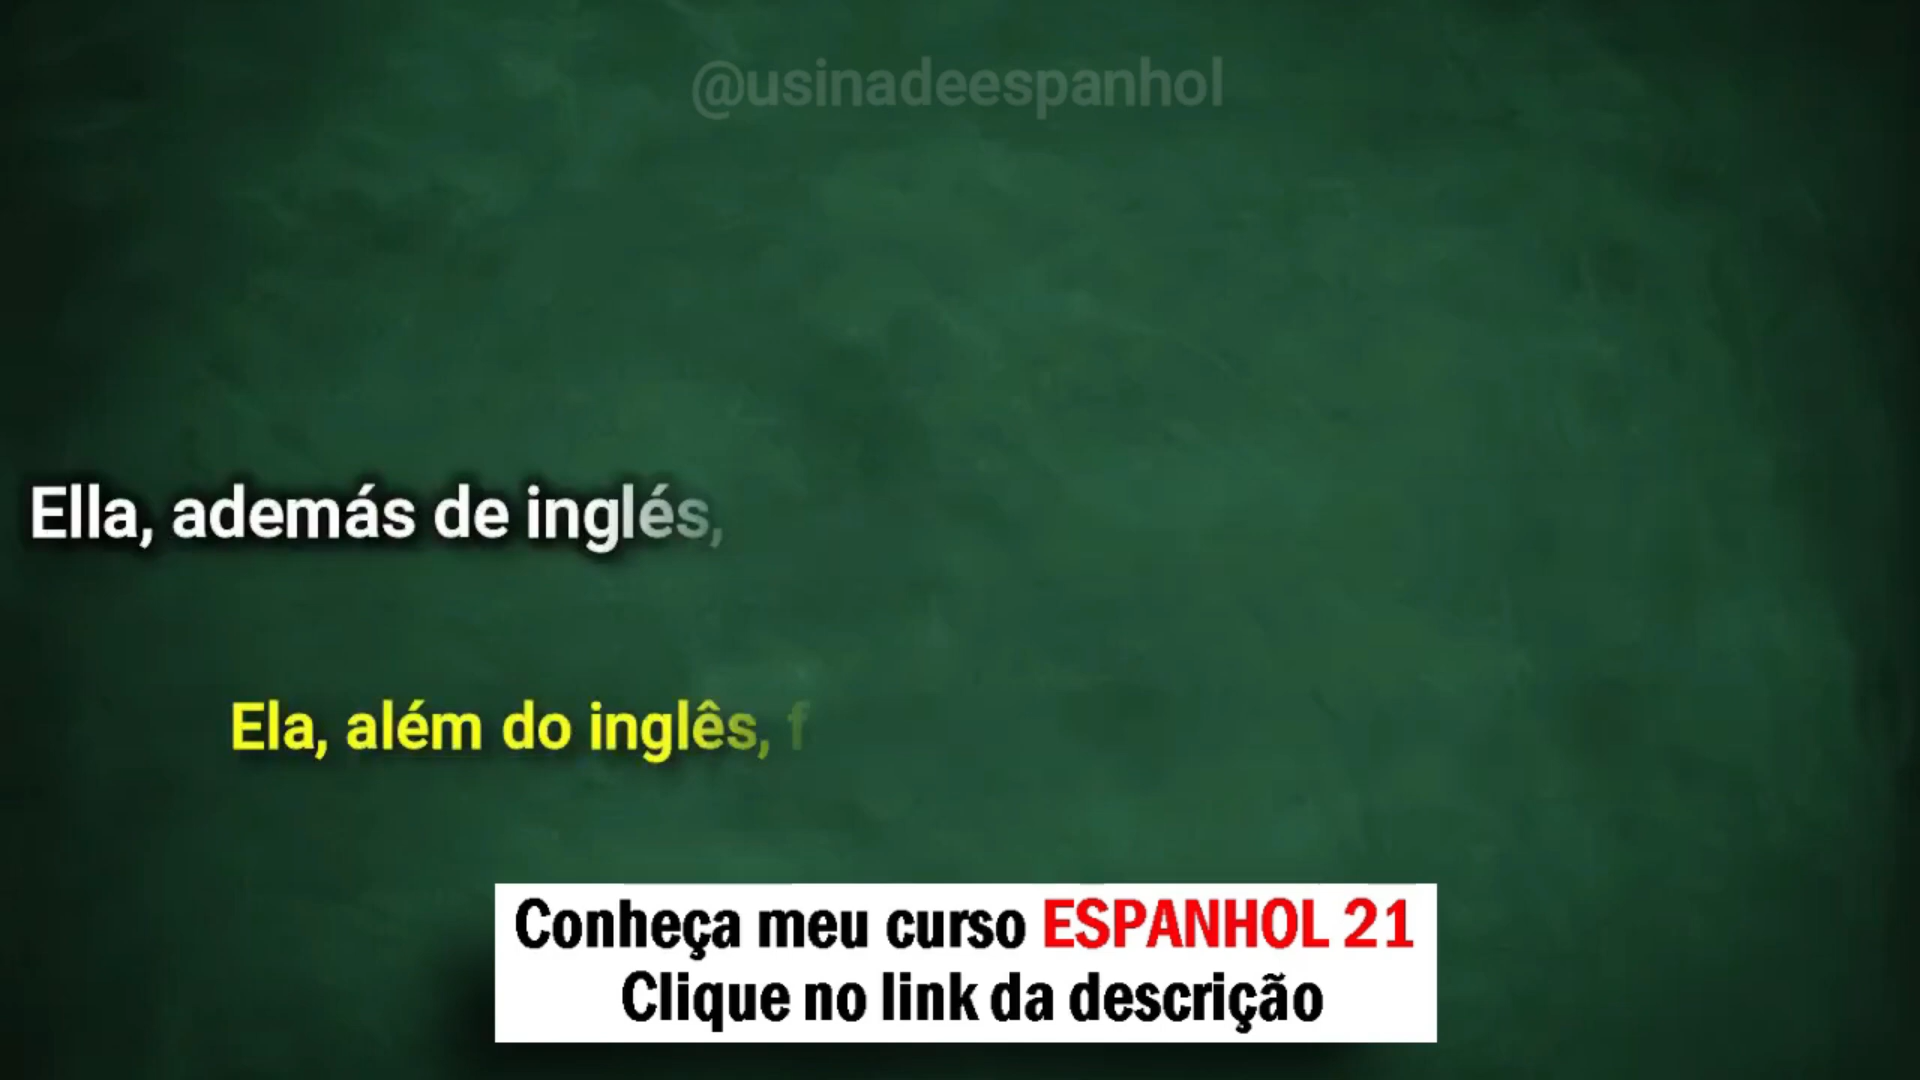 @usinadeespanhol
Ella, además de inglés,
Ela, além do inglês, f
Conheça meu curso ESPANHOL 21
Clique no link da descrição